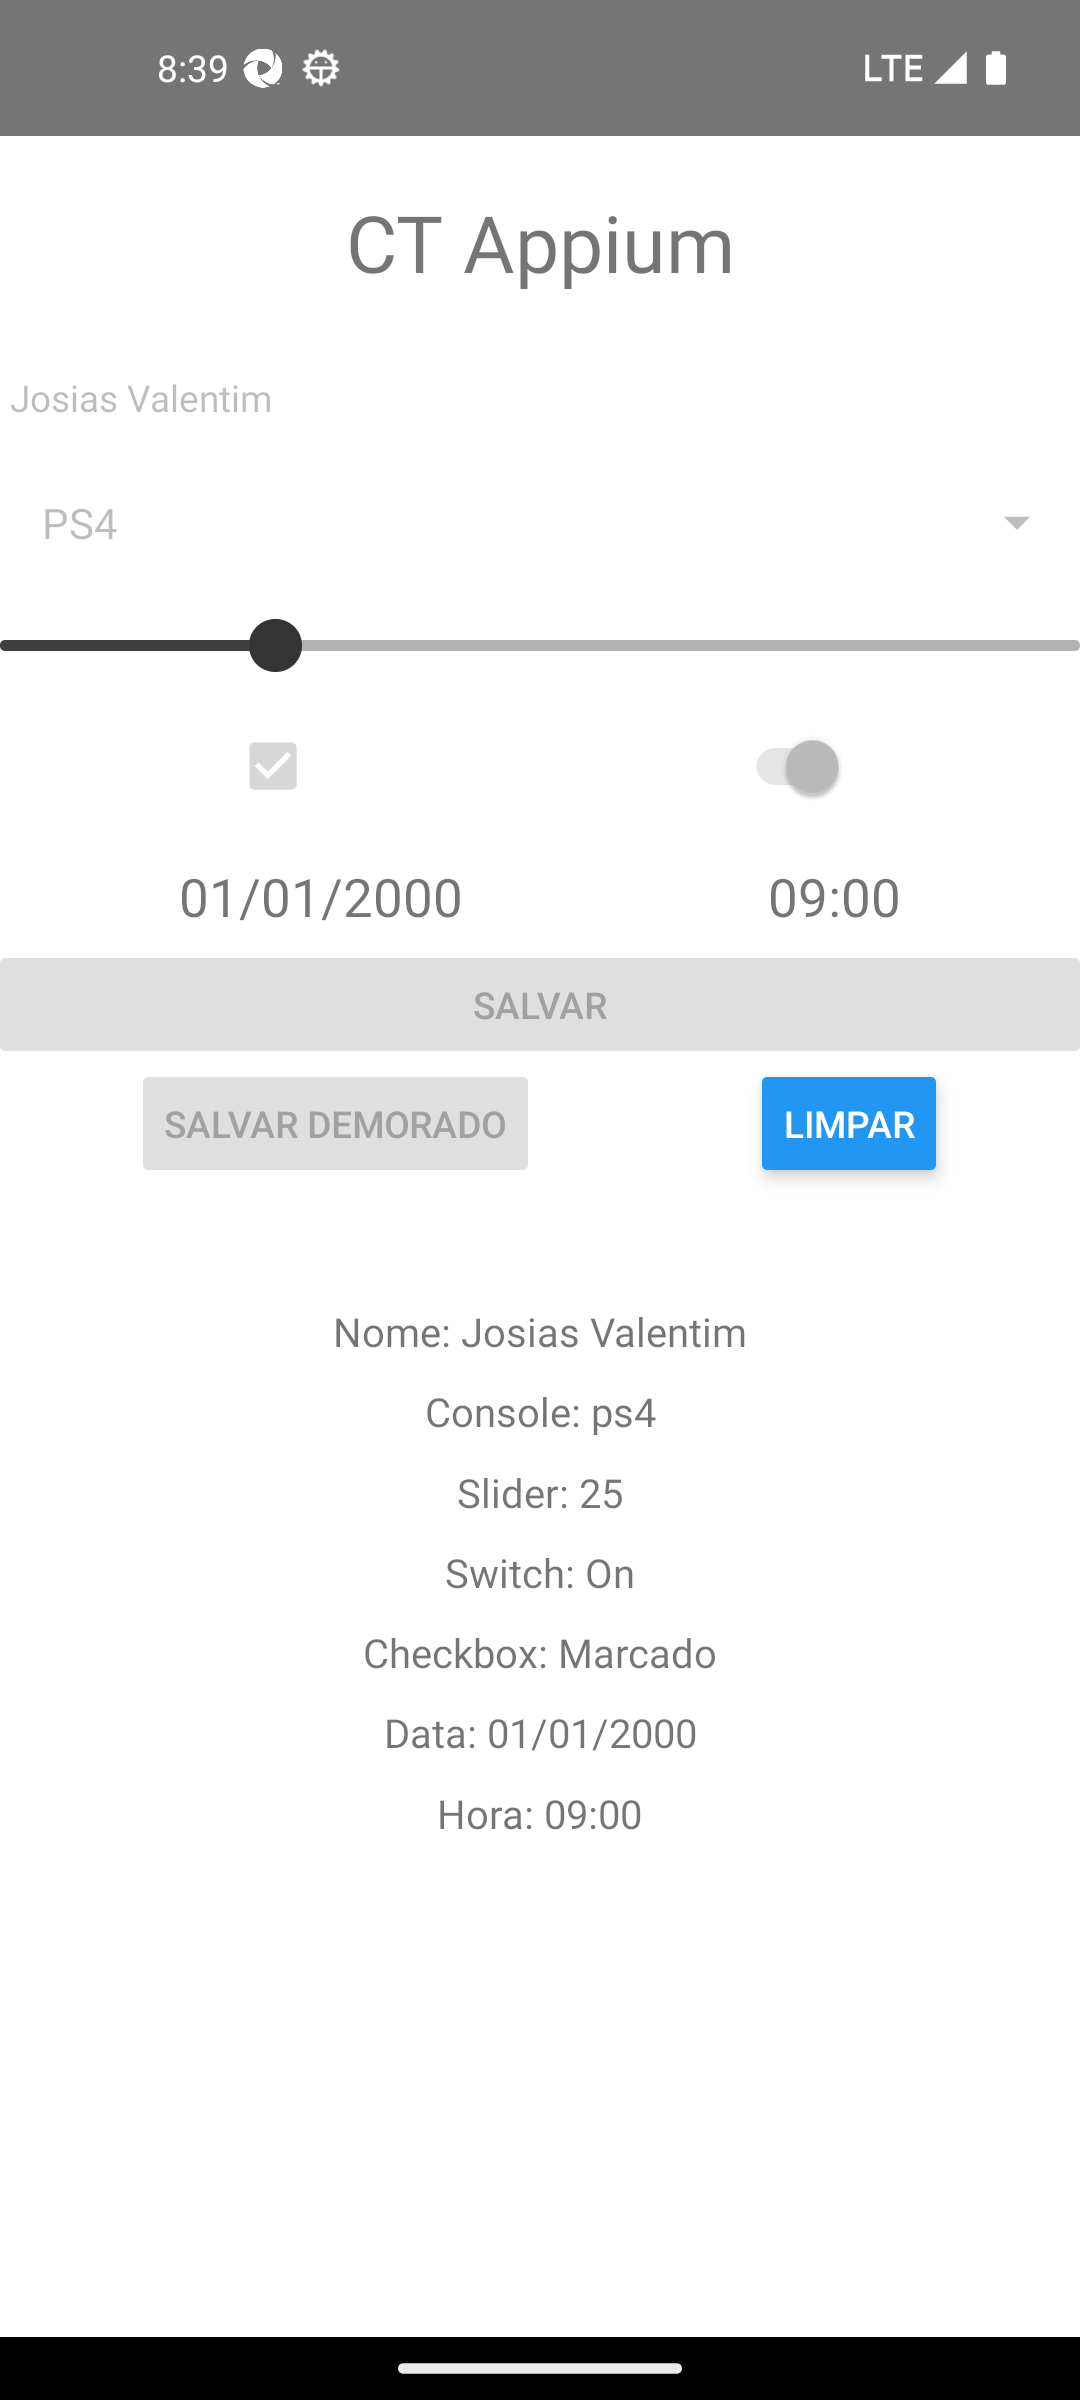 8:39 LTE
CT Appium
Josias Valentim
PS4
01/01/2000 09:00
SALVAR
SALVAR DEMORADO LIMPAR
Nome: Josias Valentim
Console: ps4
Slider: 25
Switch: On
Checkbox: Marcado
Data: 01/01/2000
Hora: 09:00